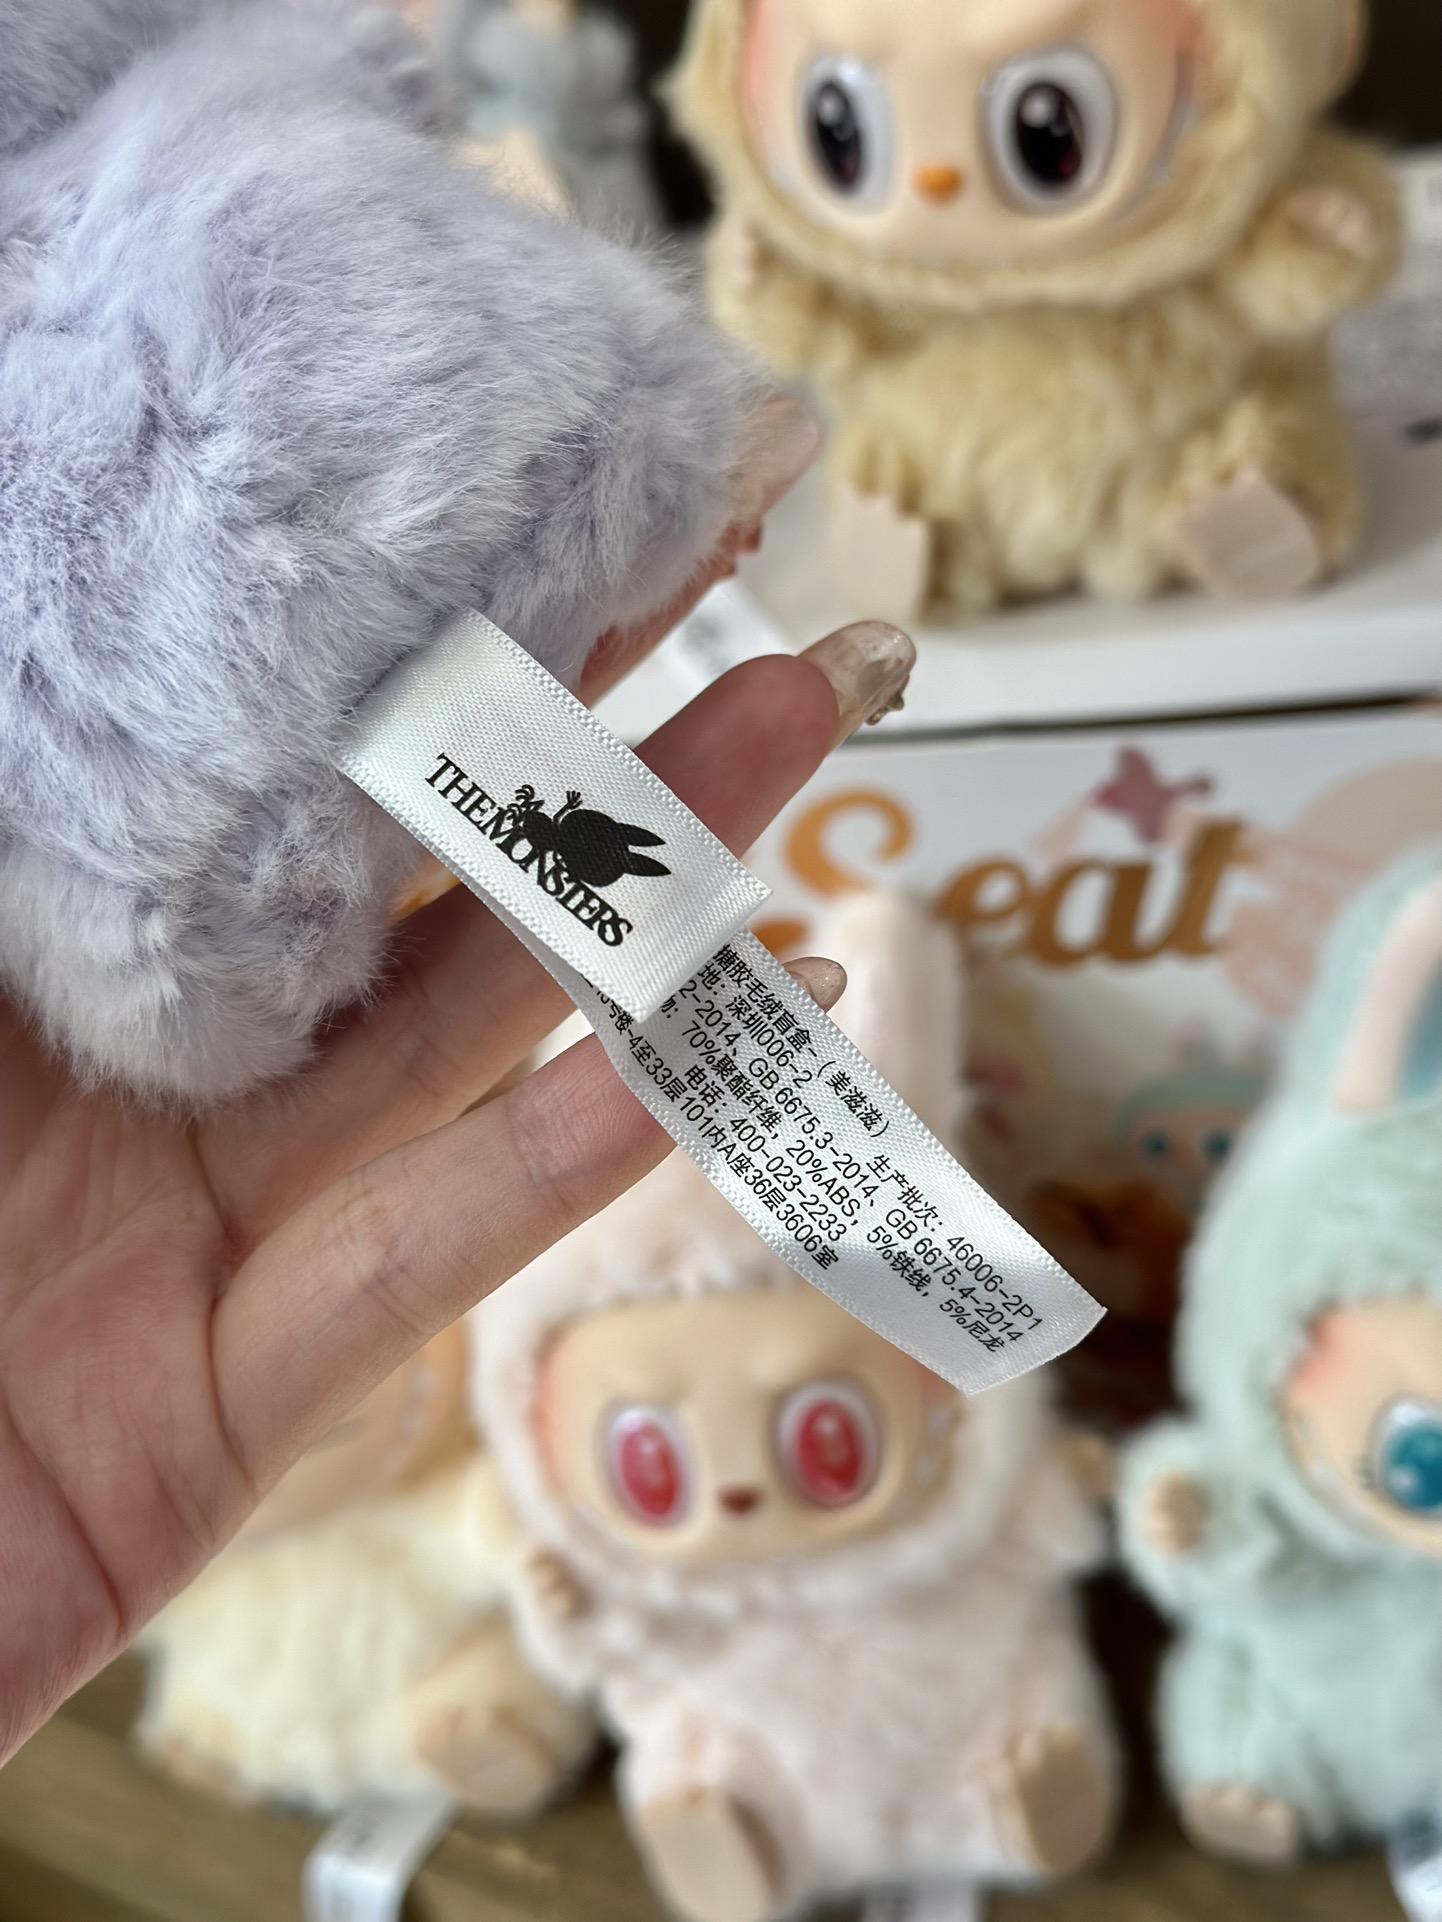 THE MONSTERS
搪胶毛绒盲盒-(美滋滋) 生产批次: 46006-2P1
地: 深圳006-2
2-2014、GB 6675.3-2014、GB 6675.4-2014
70%聚酯纤维, 20%ABS, 5%铁线, 5%尼龙
电话: 400-023-2233
号楼-4至33层101内A座36层3606室
Seat